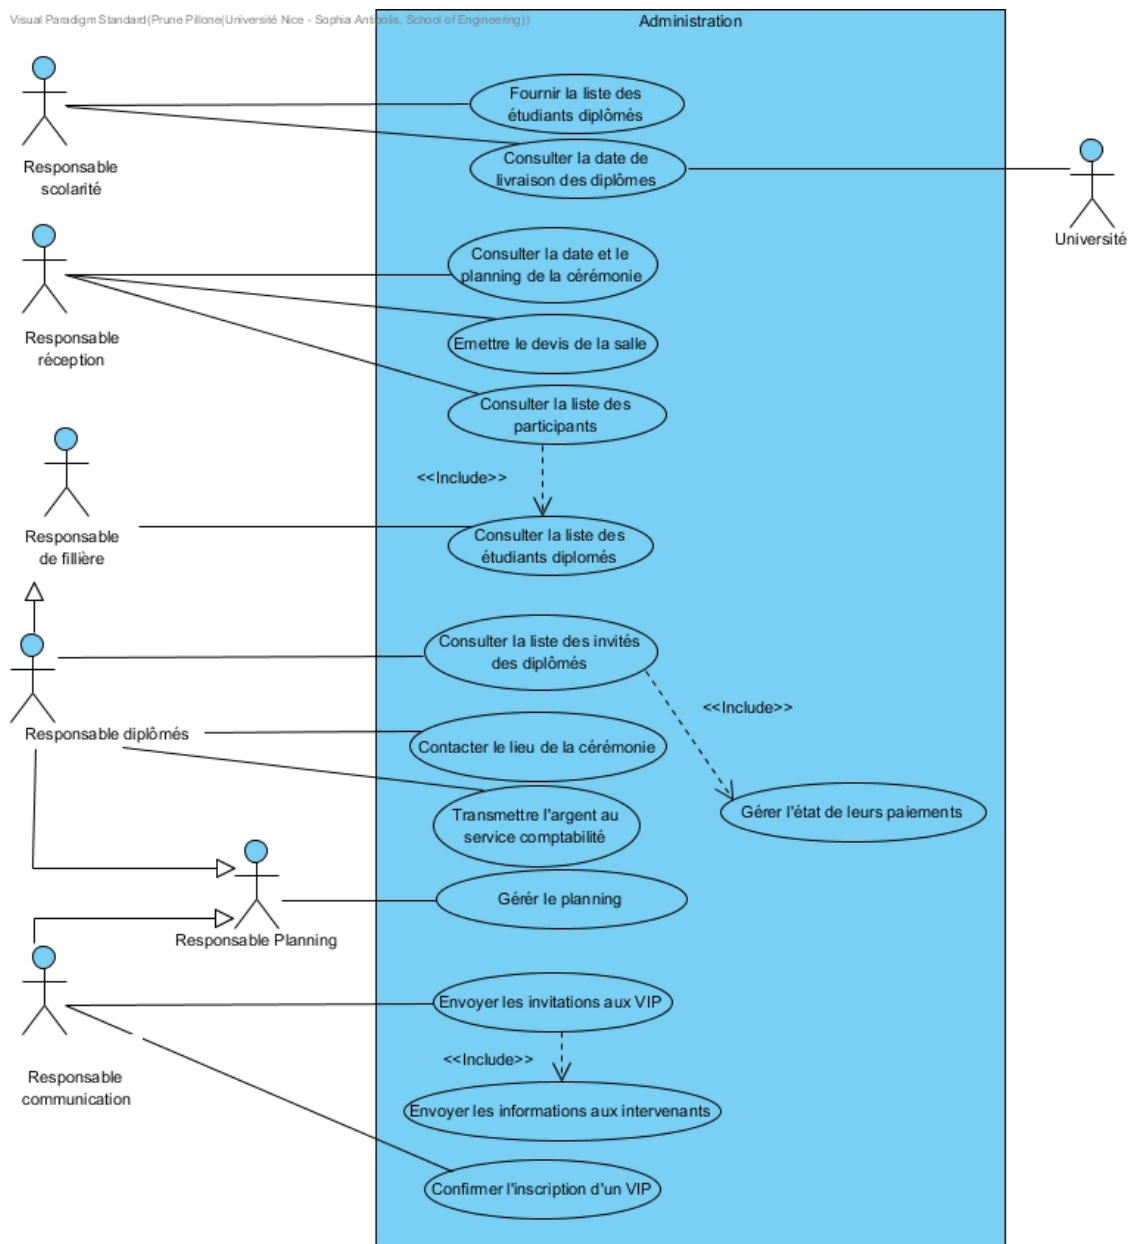 Visual Paradigm Standard(Prune Pillone(Université Nice - Sophia Antipolis, School of Engineering))
Administration
Fournir la liste des
étudiants diplômés
Responsable
scolarité
Consulter la date de
livraison des diplômes
Université
Consulter la date et le
planning de la cérémonie
Responsable
réception
Emettre le devis de la salle
Consulter la liste des
participants
<<Include>>
Responsable
de fillière
Consulter la liste des
étudiants diplomés
Consulter la liste des invités
des diplômés
<<Include>>
Responsable diplômés
Contacter le lieu de la cérémonie
Transmettre l'argent au
service comptabilité
Gérer l'état de leurs paiements
Gérér le planning
Responsable Planning
Envoyer les invitations aux VIP
<<Include>>
Responsable
communication
Envoyer les informations aux intervenants
Confirmer l'inscription d'un VIP